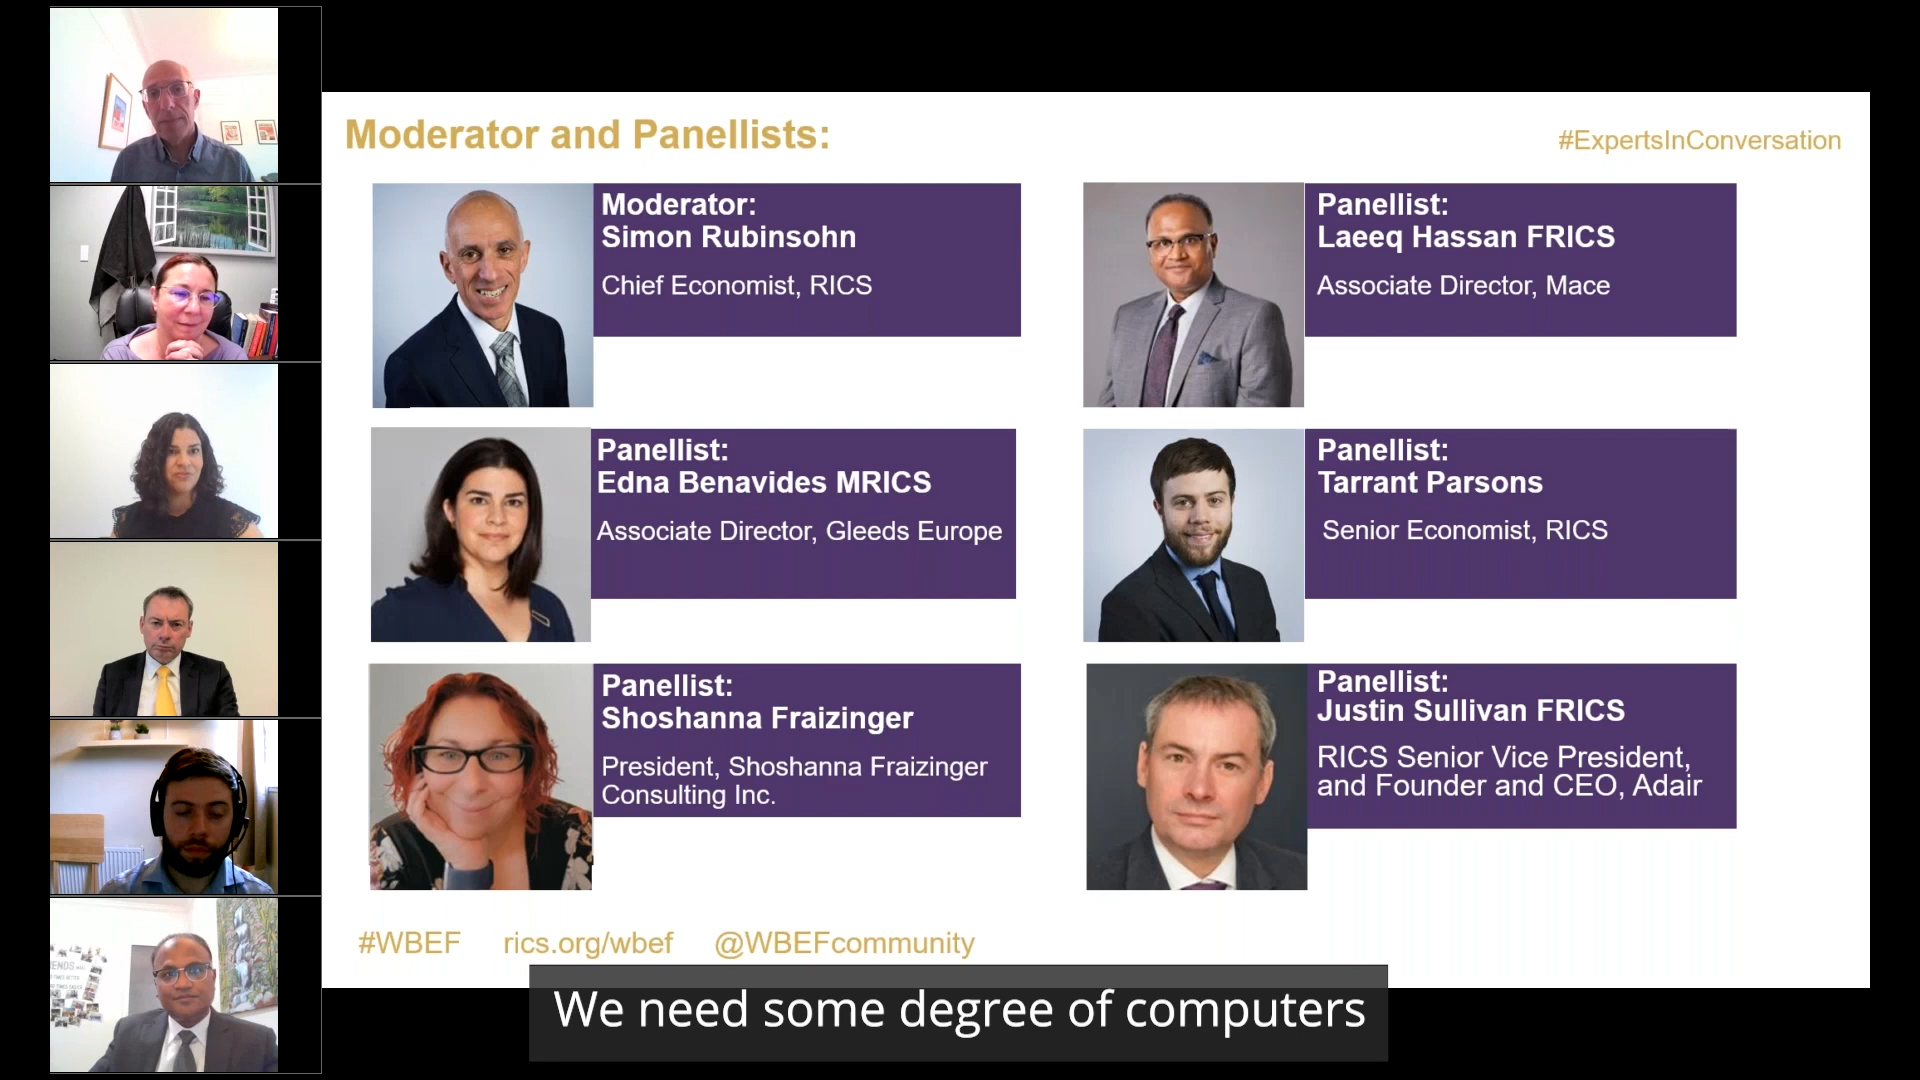 Moderator and Panellists:
#ExpertsInConversation
Moderator:
Simon Rubinsohn
Chief Economist, RICS
Panellist:
Laeeq Hassan FRICS
Associate Director, Mace
Panellist:
Edna Benavides MRICS
Associate Director, Gleeds Europe
Panellist:
Tarrant Parsons
Senior Economist, RICS
Panellist:
Shoshanna Fraizinger
President, Shoshanna Fraizinger
Consulting Inc.
Panellist:
Justin Sullivan FRICS
RICS Senior Vice President,
and Founder and CEO, Adair
#WBEF rics.org/wbef @WBEFcommunity
We need some degree of computers